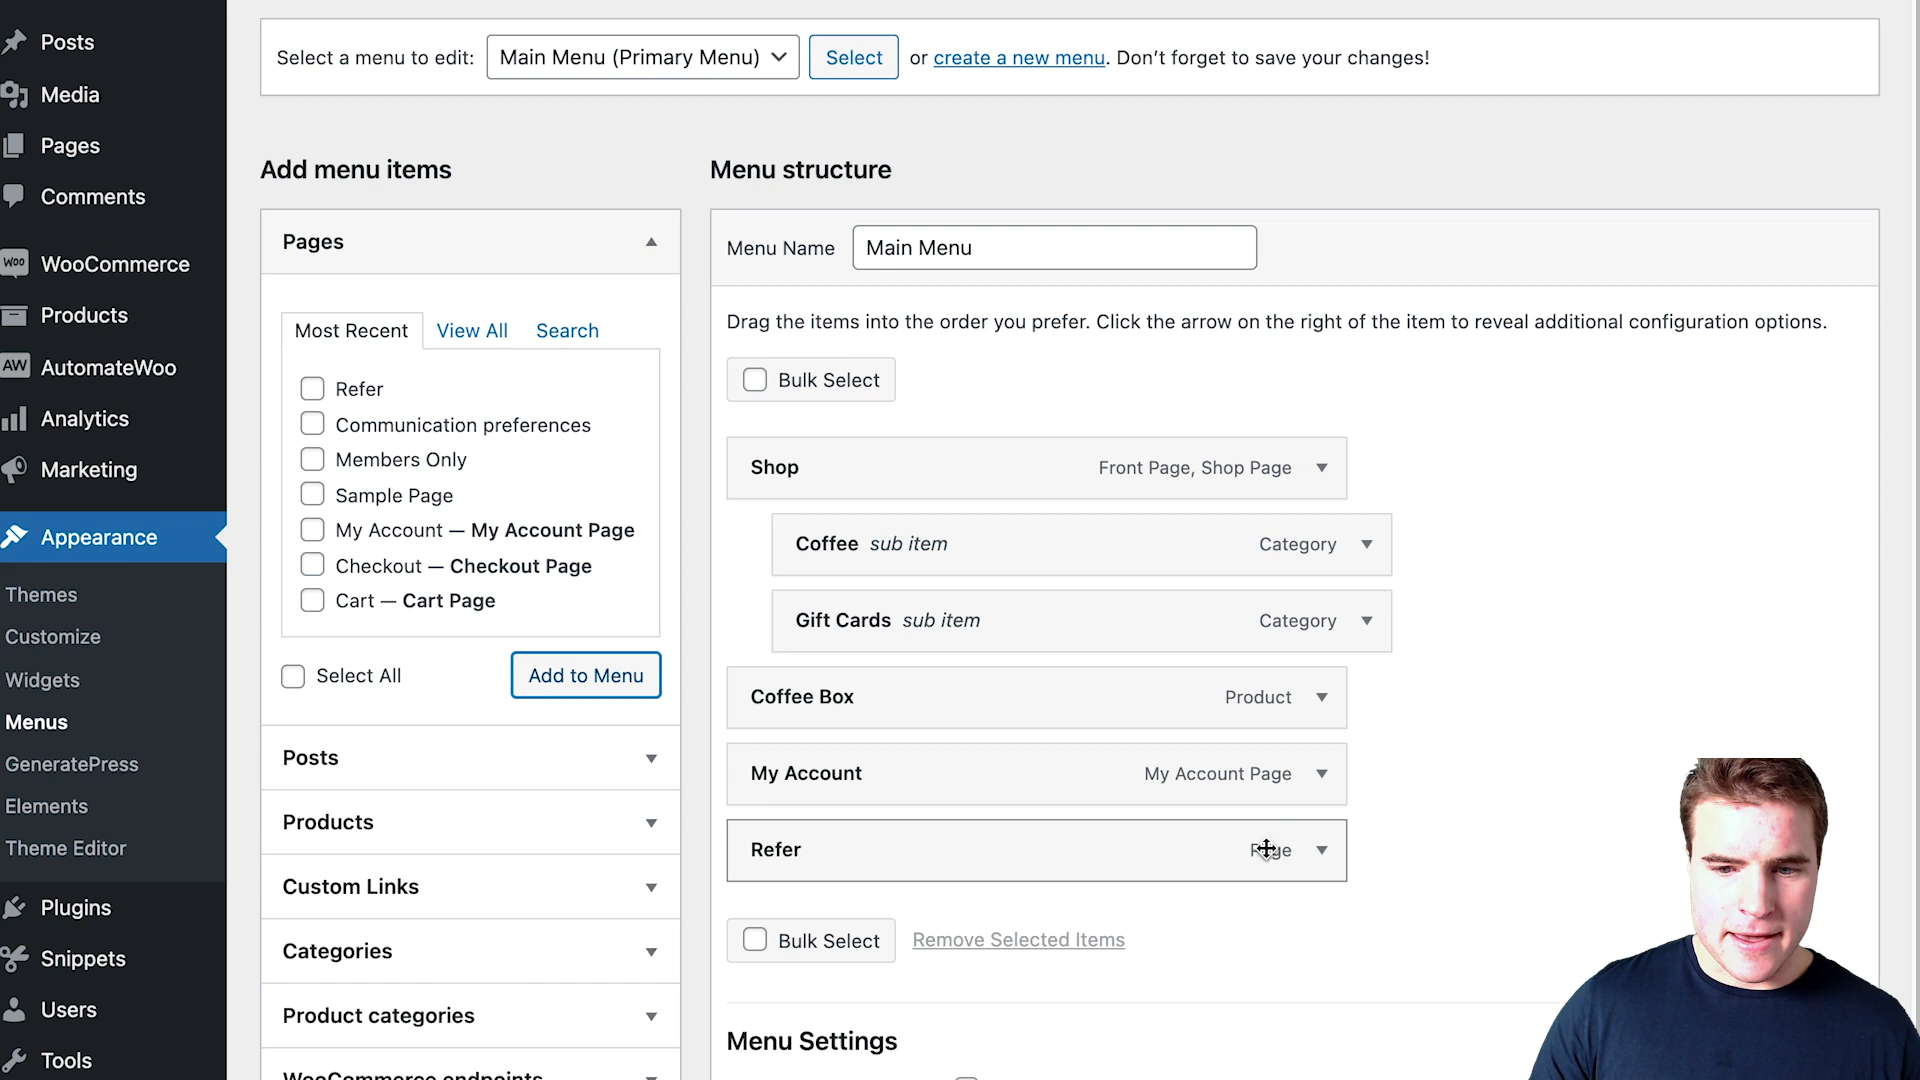 Posts
Media
Pages
Comments
WOO WooCommerce
Products
AW AutomateWoo
Analytics
Marketing
Appearance
Themes
Customize
Widgets
Menus
GeneratePress
Elements
Theme Editor
Plugins
Snippets
Users
Tools
Select a menu to edit: Main Menu (Primary Menu) Select or create a new menu. Don’t forget to save your changes!
Add menu items
Pages
Most Recent View All Search
Refer
Communication preferences
Members Only
Sample Page
My Account — My Account Page
Checkout — Checkout Page
Cart — Cart Page
Select All Add to Menu
Posts
Products
Custom Links
Categories
Product categories
WooCommerce endpoints
Menu structure
Menu Name Main Menu
Drag the items into the order you prefer. Click the arrow on the right of the item to reveal additional configuration options.
Bulk Select
Shop Front Page, Shop Page
Coffee sub item Category
Gift Cards sub item Category
Coffee Box Product
My Account My Account Page
Refer Page
Bulk Select Remove Selected Items
Menu Settings